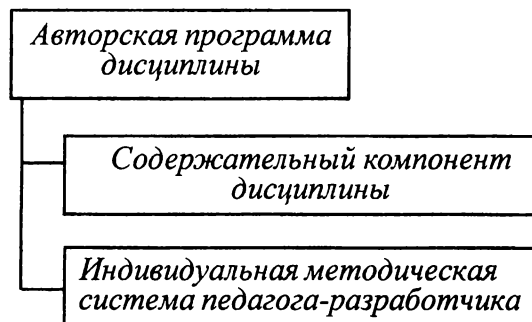 Авторская программа
дисциплины
Содержательный компонент
дисциплины
Индивидуальная методическая
система педагога-разработчика